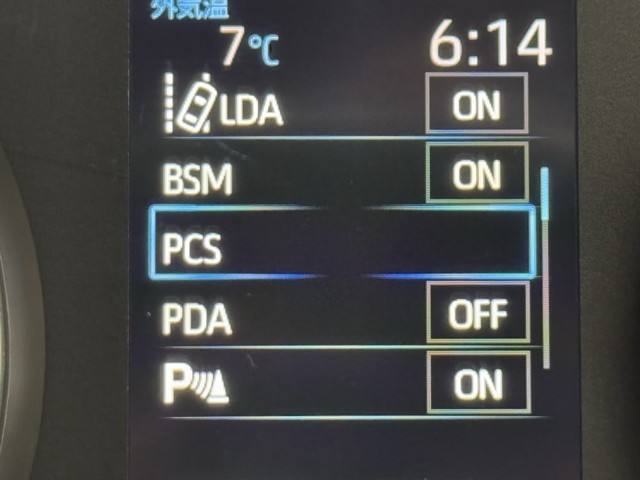 外気温
7℃ 6:14
LDA ON
BSM ON
PCS
PDA OFF
P ON